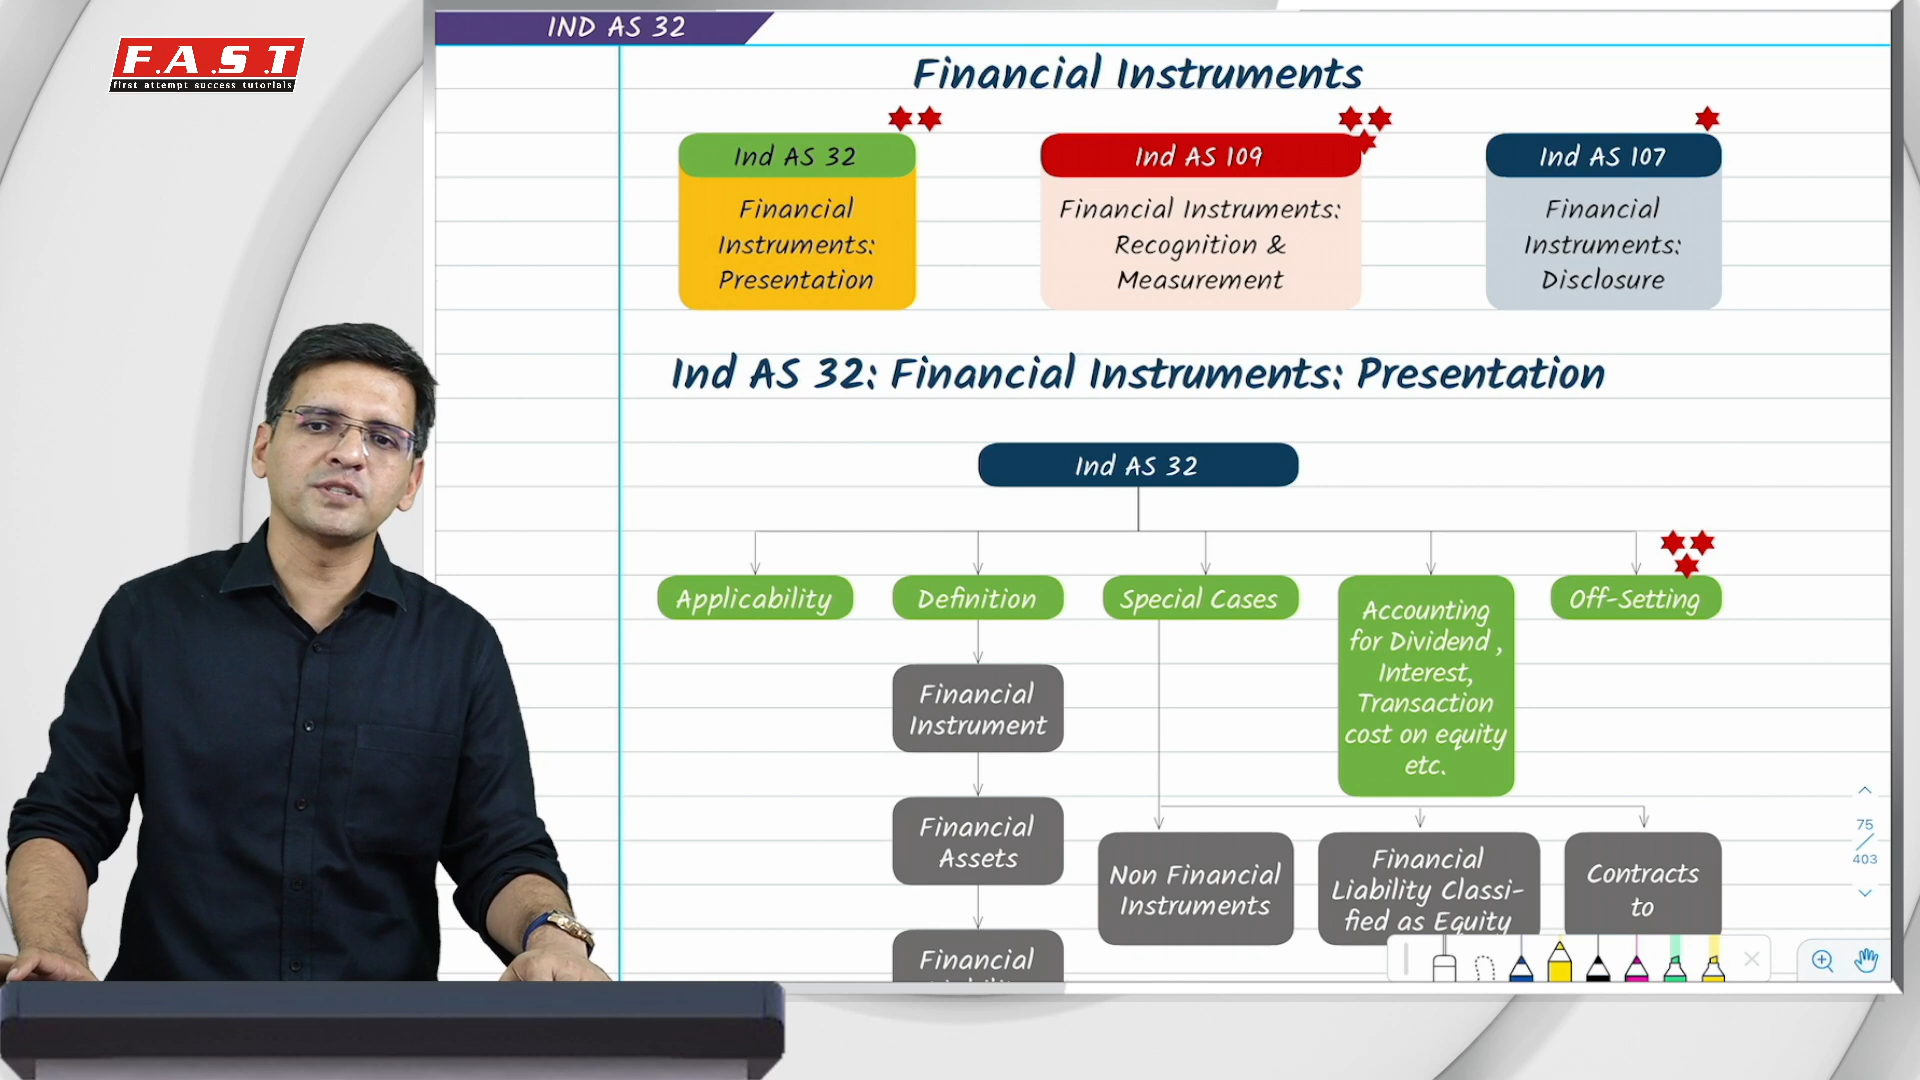 F.A.S.T
first attempt success tutorials
IND AS 32
Financial Instruments
Ind AS 32
Financial
Instruments:
Presentation
Ind AS 109
Financial Instruments:
Recognition &
Measurement
Ind AS 107
Financial
Instruments:
Disclosure
Ind AS 32: Financial Instruments: Presentation
Ind AS 32
Applicability
Definition
Special Cases
Accounting
for Dividend ,
Interest,
Transaction
cost on equity
etc.
Off-Setting
Financial
Instrument
Financial
Assets
Financial
Non Financial
Instruments
Financial
Liability Classi-
fied as Equity
Contracts
to
75
403